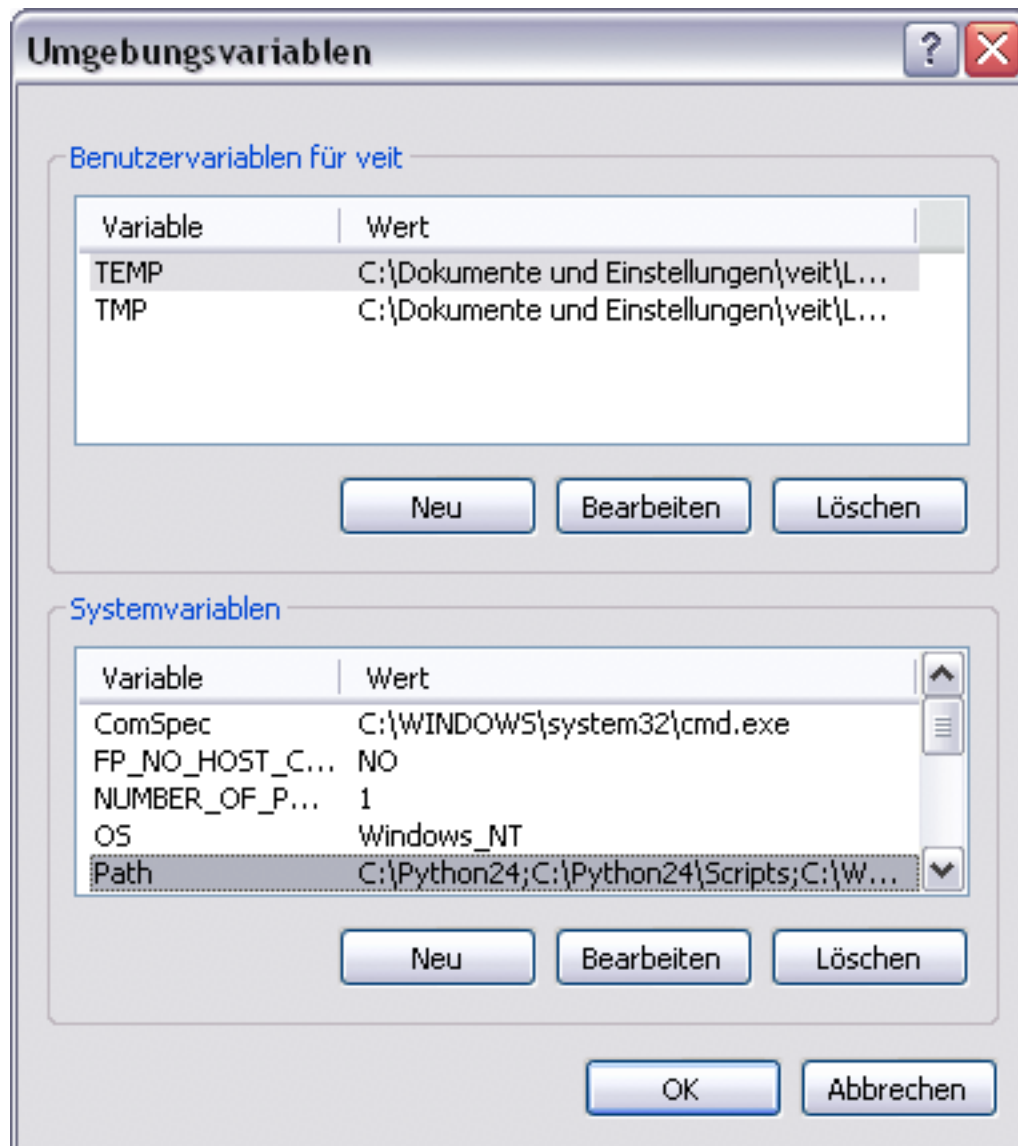 Umgebungsvariablen
Benutzervariablen für veit
Variable Wert
TEMP C:\Dokumente und Einstellungen\veit\L...
TMP C:\Dokumente und Einstellungen\veit\L...
Neu Bearbeiten Löschen
Systemvariablen
Variable Wert
ComSpec C:\WINDOWS\system32\cmd.exe
FP_NO_HOST_C... NO
NUMBER_OF_P... 1
OS Windows_NT
Path C:\Python24;C:\Python24\Scripts;C:\W...
Neu Bearbeiten Löschen
OK Abbrechen